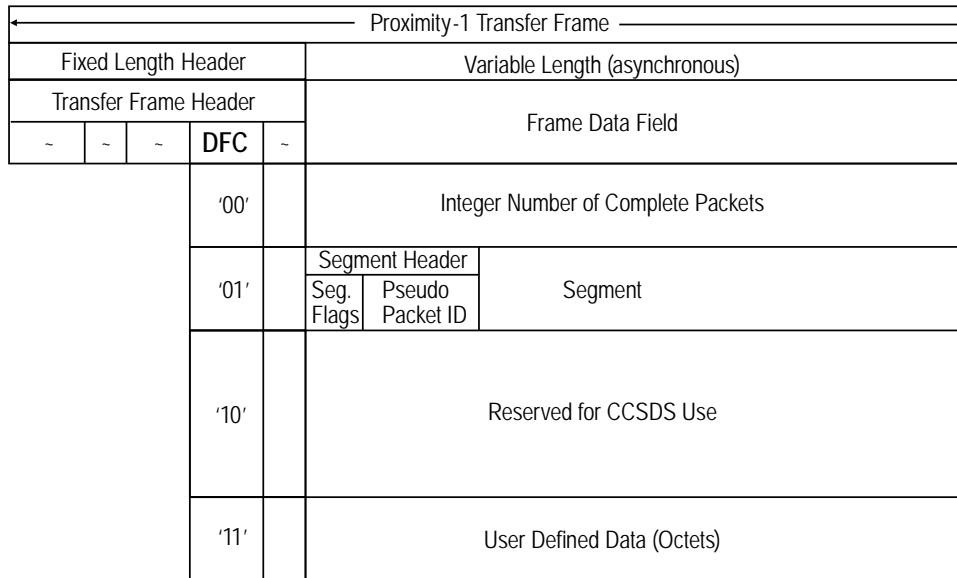 Proximity-1 Transfer Frame
Fixed Length Header
Variable Length (asynchronous)
Transfer Frame Header
Frame Data Field
~ ~ ~ DFC ~
‘00’ Integer Number of Complete Packets
‘01’
Segment Header
Seg. Flags
Pseudo Packet ID
Segment
‘10’ Reserved for CCSDS Use
‘11’ User Defined Data (Octets)